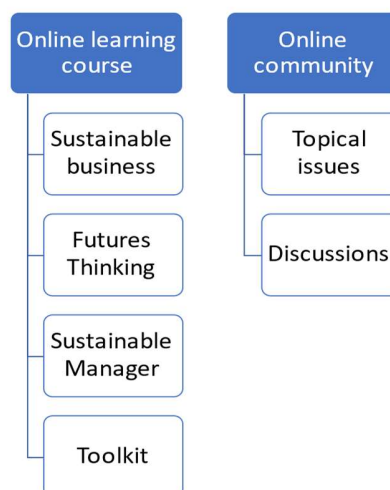 Online learning
course
Sustainable
business
Futures
Thinking
Sustainable
Manager
Toolkit
Online
community
Topical
issues
Discussions